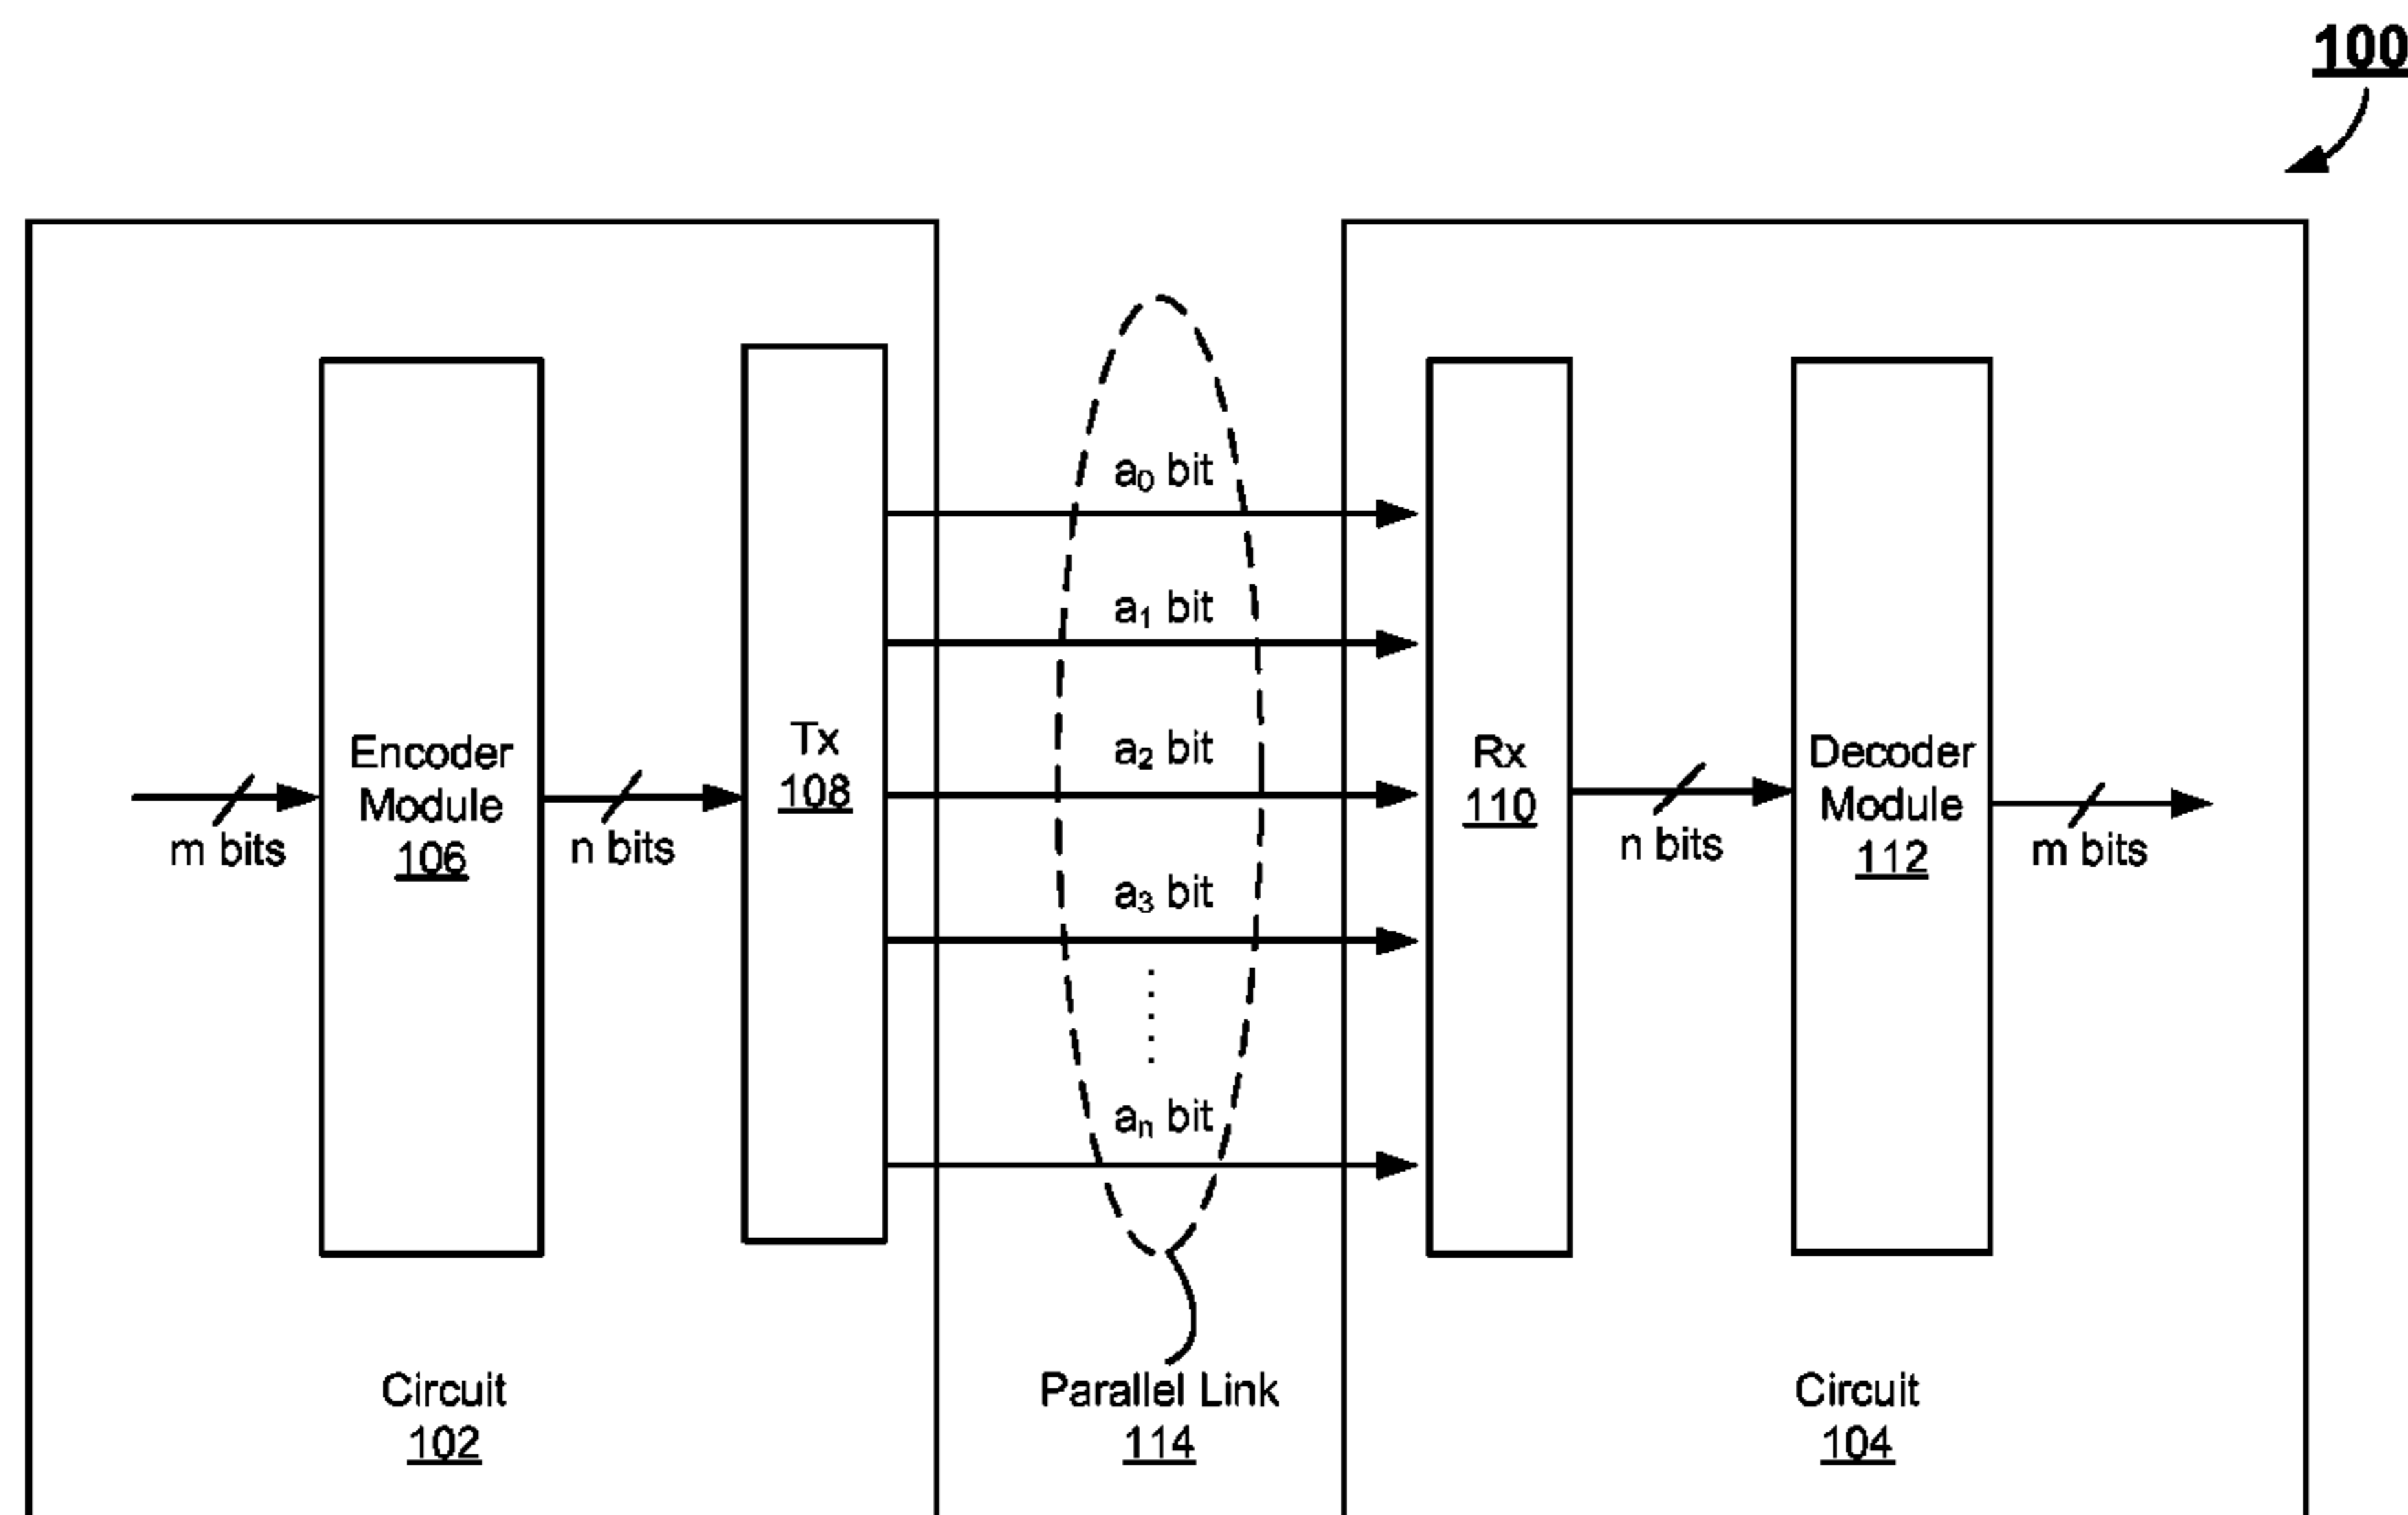 100
a₀ bit
a₁ bit
a₂ bit
a₃ bit
aₙ bit
m bits
Encoder
Module
106
n bits
Tx
108
Rx
110
n bits
Decoder
Module
112
m bits
Circuit
102
Parallel Link
114
Circuit
104